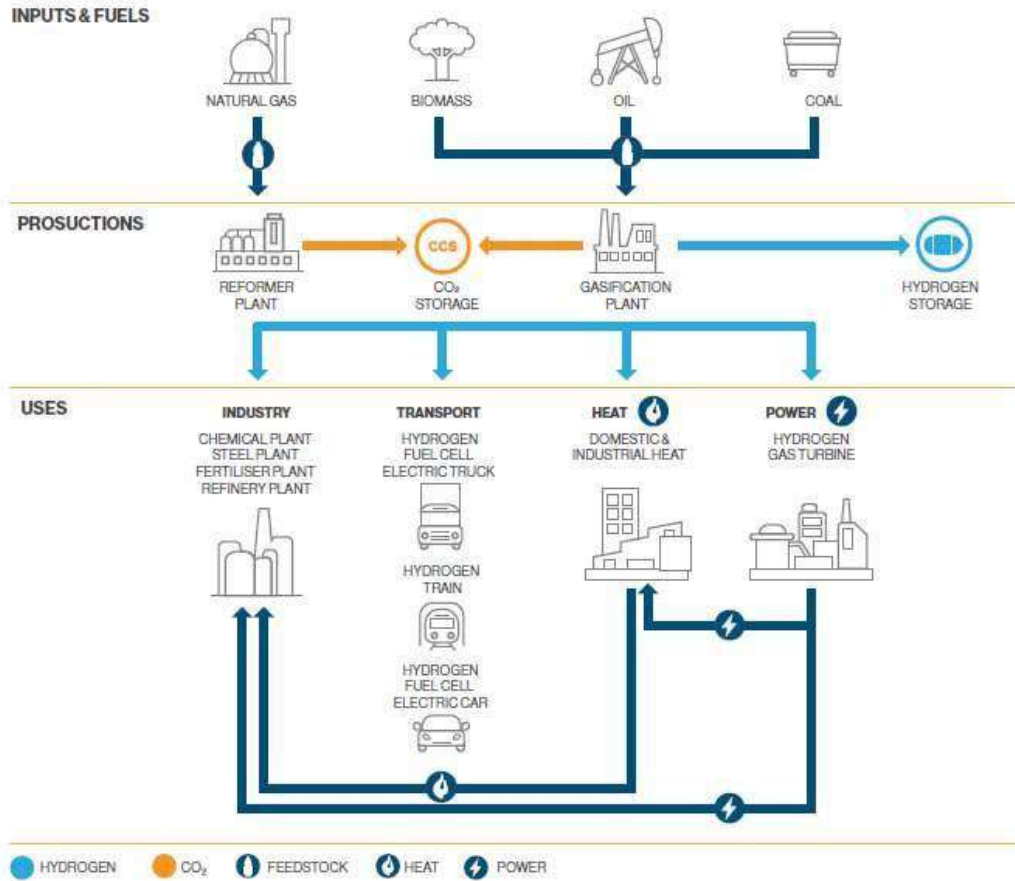 INPUTS & FUELS
NATURAL GAS
BIOMASS
OIL
COAL
PROSUCTIONS
CCS
REFORMER
PLANT
CO₂
STORAGE
GASIFICATION
PLANT
HYDROGEN
STORAGE
USES
INDUSTRY
CHEMICAL PLANT
STEEL PLANT
FERTILISER PLANT
REFINERY PLANT
TRANSPORT
HYDROGEN
FUEL CELL
ELECTRIC TRUCK
HYDROGEN
TRAIN
HYDROGEN
FUEL CELL
ELECTRIC CAR
HEAT
DOMESTIC &
INDUSTRIAL HEAT
POWER
HYDROGEN
GAS TURBINE
HYDROGEN
CO₂
FEEDSTOCK
HEAT
POWER